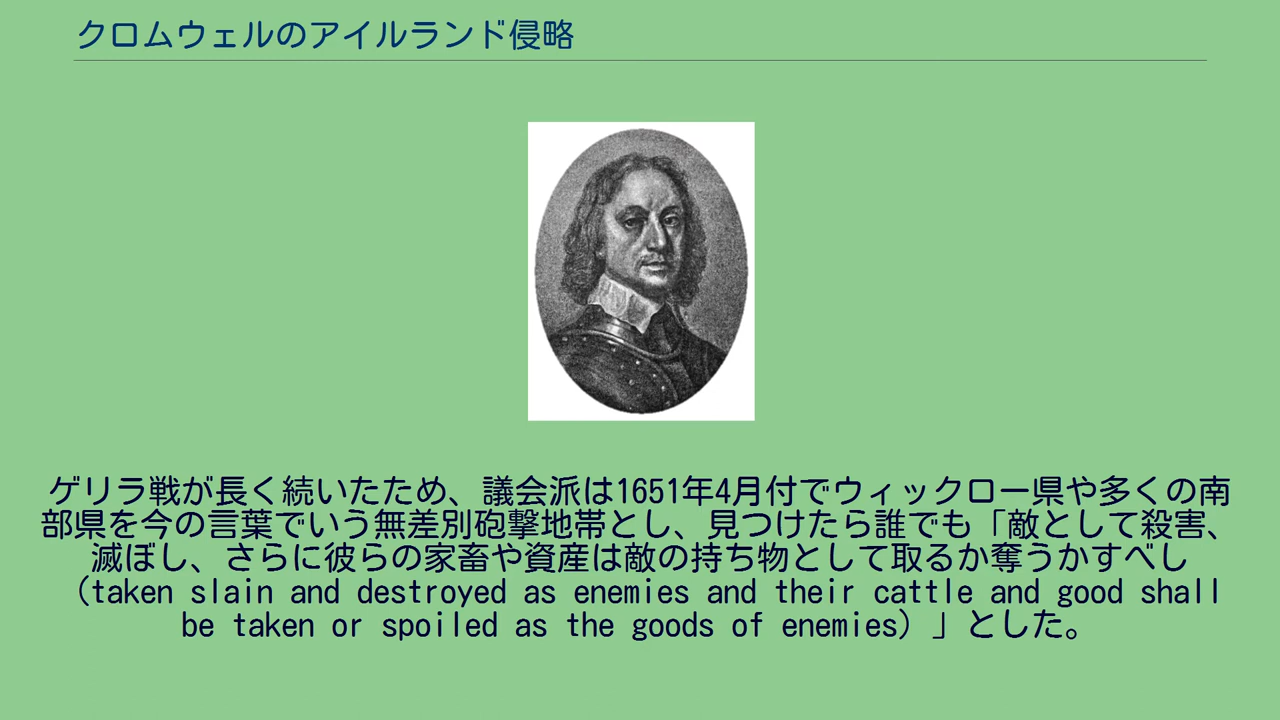 クロムウェルのアイルランド侵略
ゲリラ戦が長く続いたため、議会派は1651年4月付でウィックロー県や多くの南
部県を今の言葉でいう無差別砲撃地帯とし、見つけたら誰でも「敵として殺害、
滅ぼし、さらに彼らの家畜や資産は敵の持ち物として取るか奪うかすべし
（taken slain and destroyed as enemies and their cattle and good shall
be taken or spoiled as the goods of enemies）」とした。